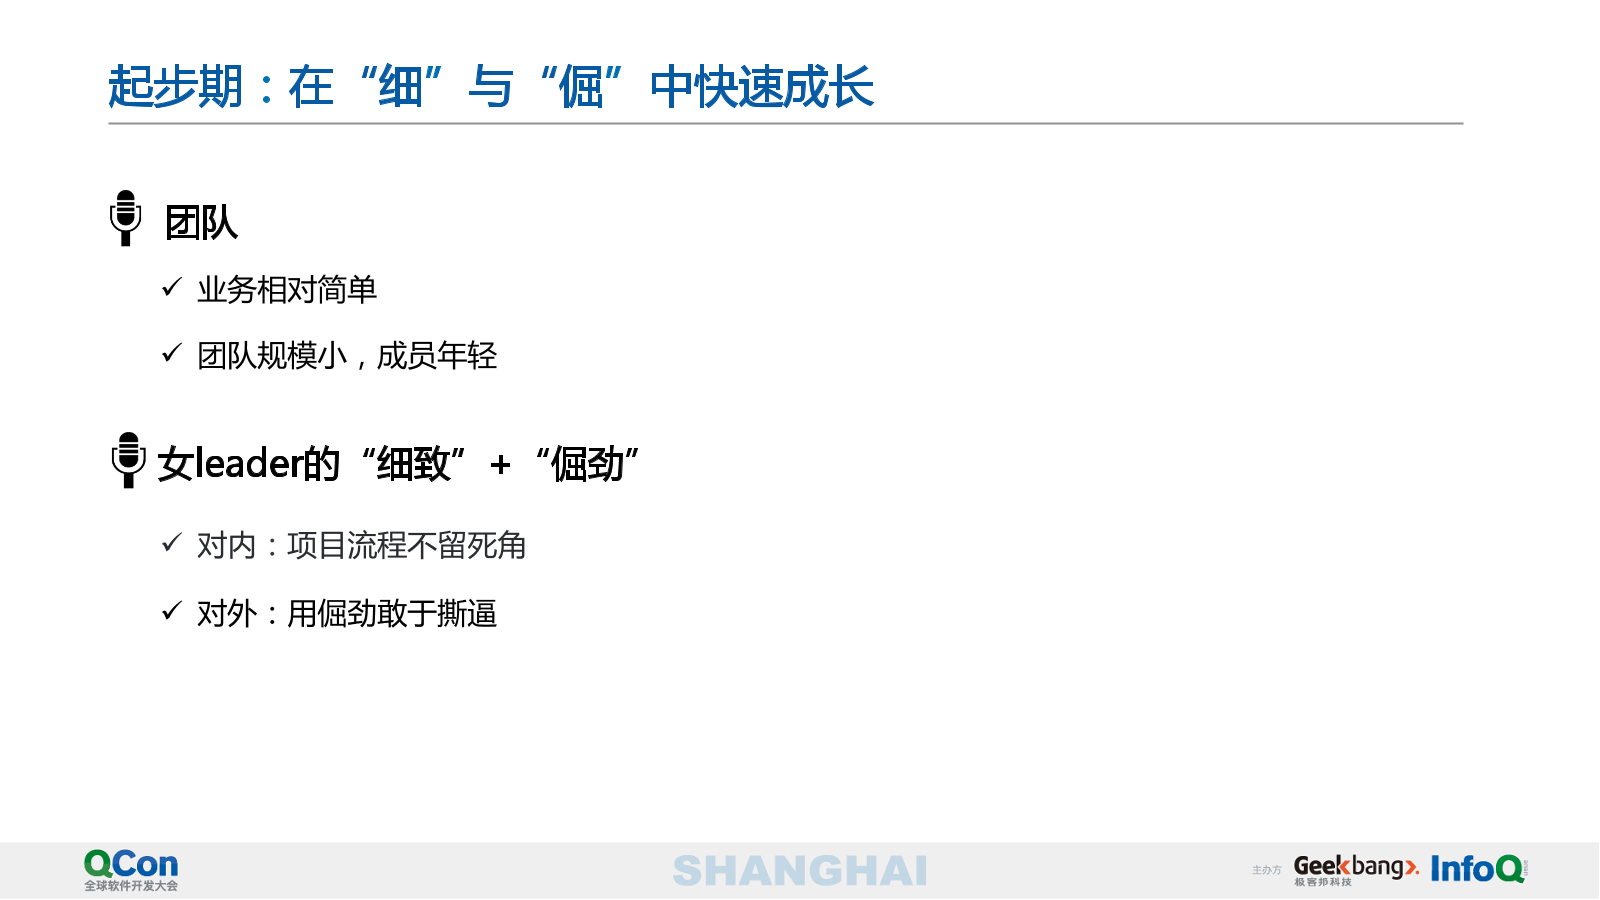 起步期：在“细”与“倔”中快速成长
团队
✓ 业务相对简单
✓ 团队规模小，成员年轻
女leader的“细致”+“倔劲”
✓ 对内：项目流程不留死角
✓ 对外：用倔劲敢于撕逼
QCon
全球软件开发大会
SHANGHAI
主办方
Geekbang>.
极客邦科技
InfoQ